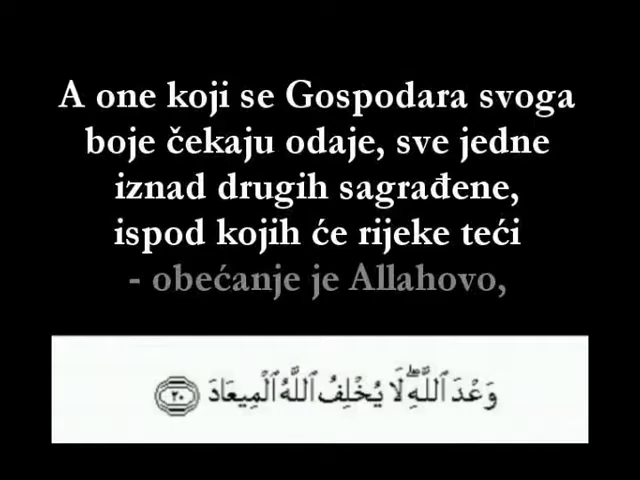 A one koji se Gospodara svoga
boje čekaju odaje, sve jedne
iznad drugih sagrađene,
ispod kojih će rijeke teći
- obećanje je Allahovo,
وَعْدَ ٱللَّهِ ۖ لَا يُخْلِفُ ٱللَّهُ ٱلْمِيعَادَ ٢٠